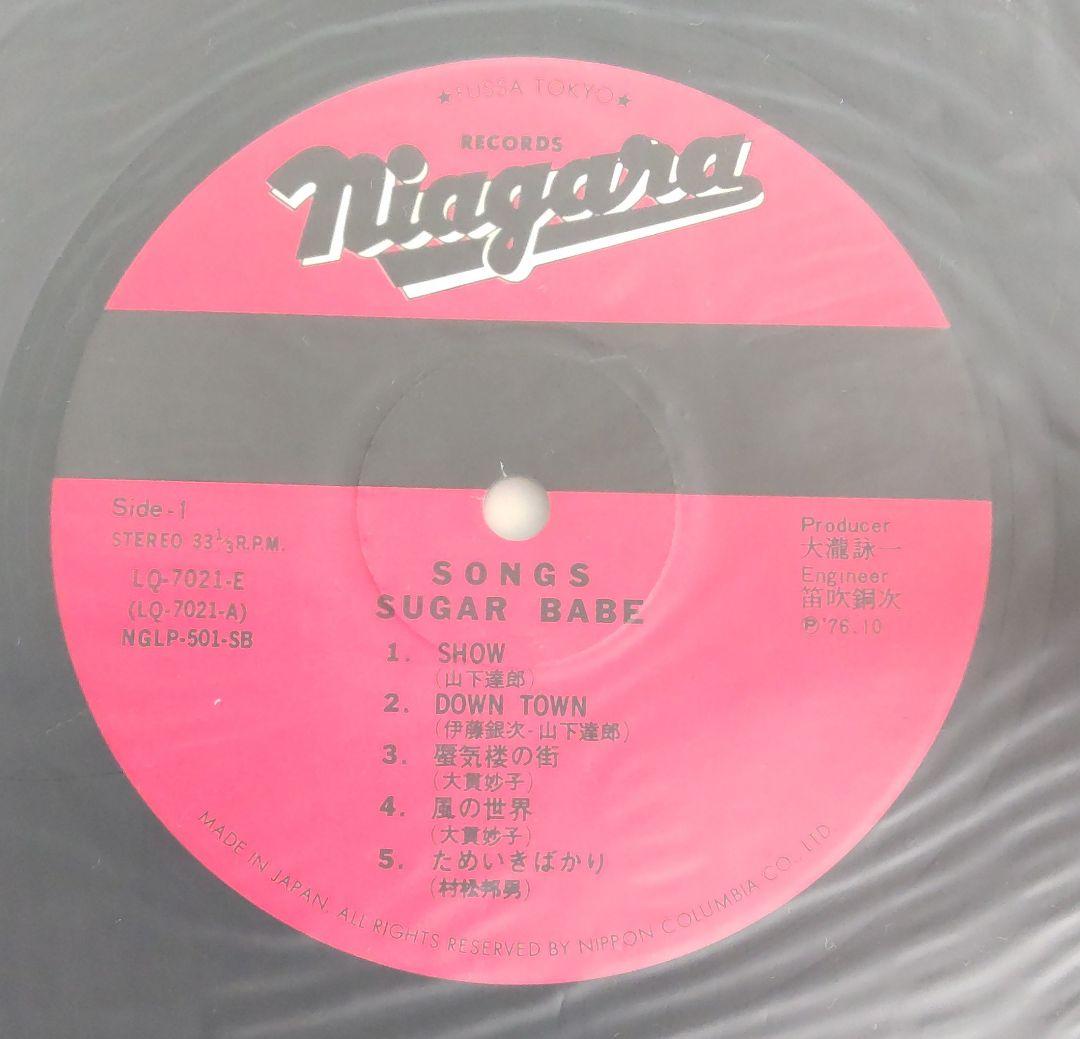 ★FUSSA TOKYO★
RECORDS
Niagara
Side-1
STEREO 33⅓R.P.M.
LQ-7021-E
(LQ-7021-A)
NGLP-501-SB
Producer
大瀧詠一
Engineer
笛吹銅次
℗'76.10
SONGS
SUGAR BABE
1. SHOW
(山下達郎)
2. DOWN TOWN
(伊藤銀次-山下達郎)
3. 蜃気楼の街
(大貫妙子)
4. 風の世界
(大貫妙子)
5. ためいきばかり
(村松邦男)
MADE IN JAPAN. ALL RIGHTS RESERVED BY NIPPON COLUMBIA CO., LTD